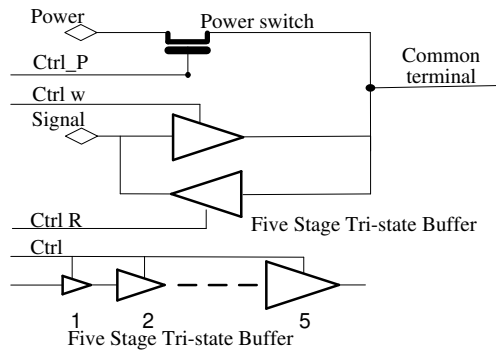 Power
Power switch
Ctrl_P
Common
terminal
Ctrl w
Signal
Ctrl R
Five Stage Tri-state Buffer
Ctrl
1
2
5
Five Stage Tri-state Buffer